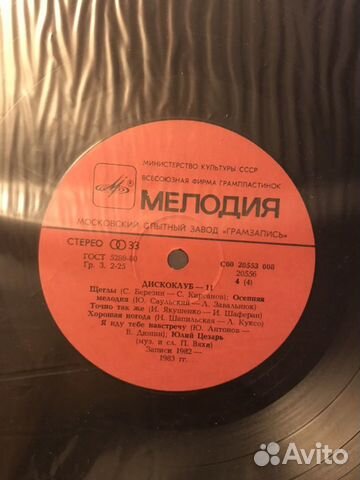 МИНИСТЕРСТВО КУЛЬТУРЫ СССР
ВСЕСОЮЗНАЯ ФИРМА ГРАМПЛАСТИНОК
МЕЛОДИЯ
МОСКОВСКИЙ ОПЫТНЫЙ ЗАВОД «ГРАМЗАПИСЬ»
СТЕРЕО 33
ГОСТ 5289-80
Гр. 3. 2-25
С60 20553 000
20556
4 (4)
ДИСКОКЛУБ — 11
Щеглы (С. Березин — С. Кирсанов) Осенняя
мелодия (Ю. Саульский — Л. Завальнюк)
Точно так же (И. Якушенко — И. Шаферан)
Хорошая погода (И. Шапильская — Л. Куксо)
Я иду тебе навстречу (Ю. Антонов —
В. Дюнин) Юлий Цезарь
(муз. и сл. П. Вяхи)
Записи 1982—
1983 гг.
Avito